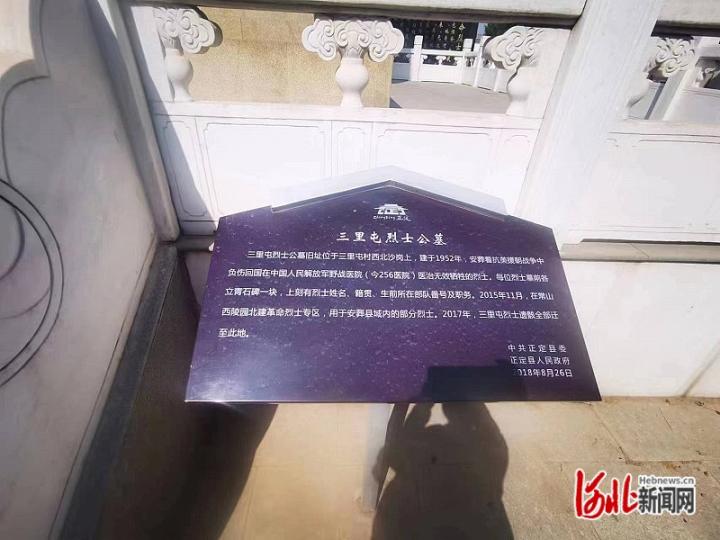 正定
三里屯烈士公墓
三里屯烈士公墓旧址位于三里屯村西北沙岗上，建于1952年，安葬着抗美援朝战争中
负伤回国在中国人民解放军野战医院（今256医院）医治无效牺牲的烈士。每位烈士墓前各
立青石碑一块，上刻有烈士姓名、籍贯、生前所在部队番号及职务。2015年11月，在常山
西陵园北建革命烈士专区，用于安葬县域内的部分烈士。2017年，三里屯烈士遗骸全部迁
至此地。
中共正定县委
正定县人民政府
2018年8月26日
Hebnews.cn
河北新闻网